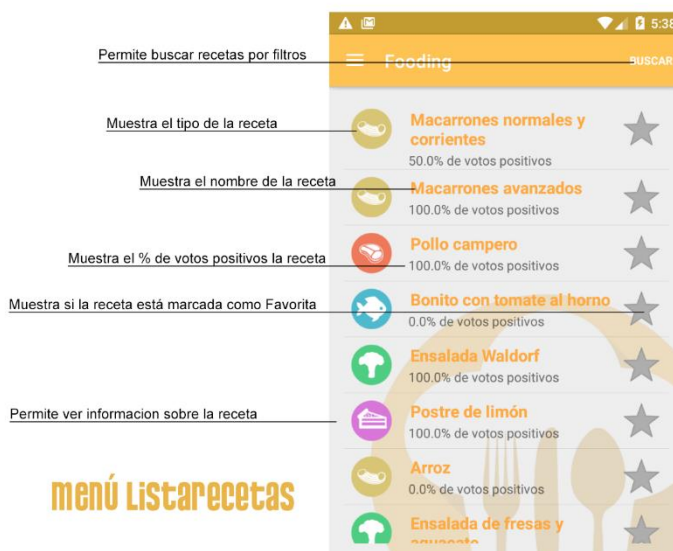 5:38
Permite buscar recetas por filtros
Fooding
BUSCAR
Muestra el tipo de la receta
Macarrones normales y
corrientes
50.0% de votos positivos
Muestra el nombre de la receta
Macarrones avanzados
100.0% de votos positivos
Pollo campero
Muestra el % de votos positivos la receta
100.0% de votos positivos
Muestra si la receta está marcada como Favorita
Bonito con tomate al horno
0.0% de votos positivos
Ensalada Waldorf
100.0% de votos positivos
Permite ver informacion sobre la receta
Postre de limón
100.0% de votos positivos
menú Listarecetas
Arroz
0.0% de votos positivos
Ensalada de fresas y
aguacate